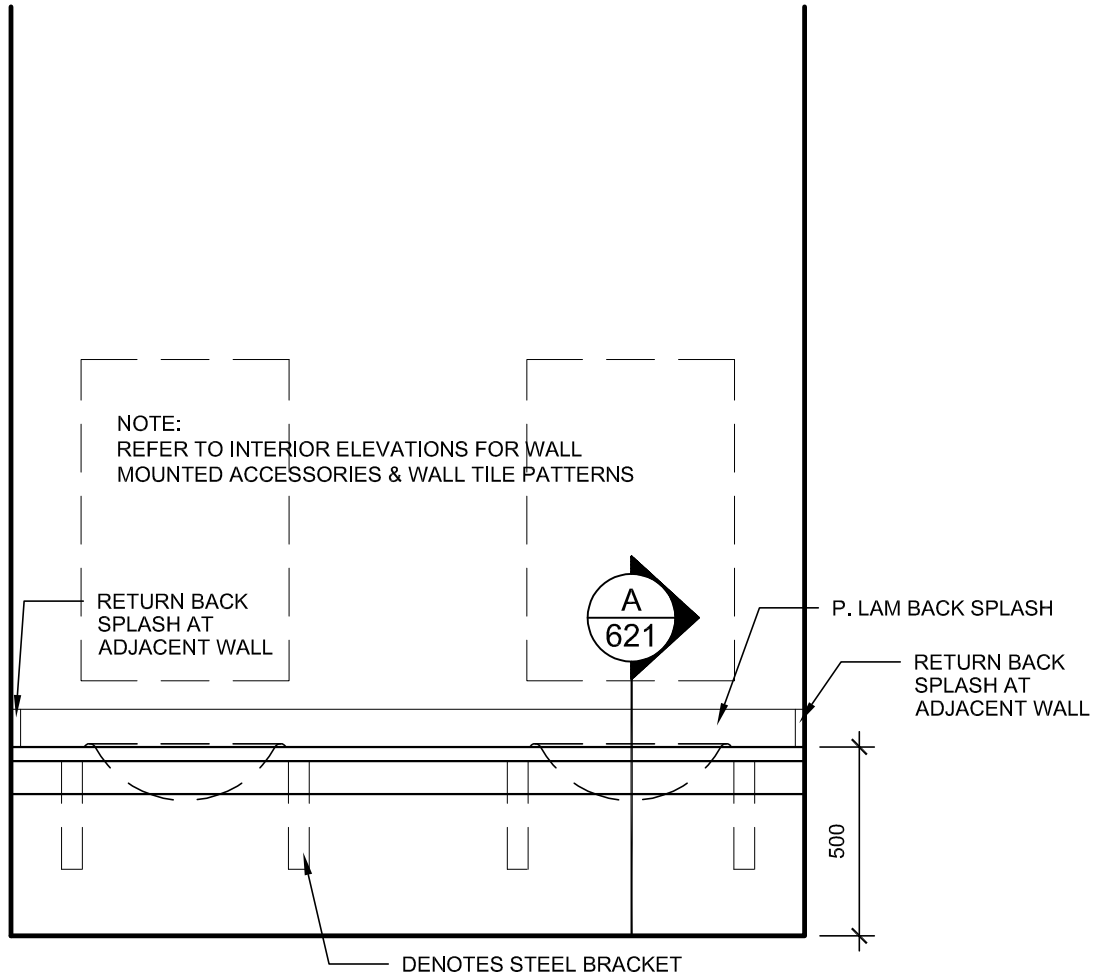 NOTE:
REFER TO INTERIOR ELEVATIONS FOR WALL
MOUNTED ACCESSORIES & WALL TILE PATTERNS
RETURN BACK
SPLASH AT
ADJACENT WALL
A
621
P. LAM BACK SPLASH
RETURN BACK
SPLASH AT
ADJACENT WALL
500
DENOTES STEEL BRACKET